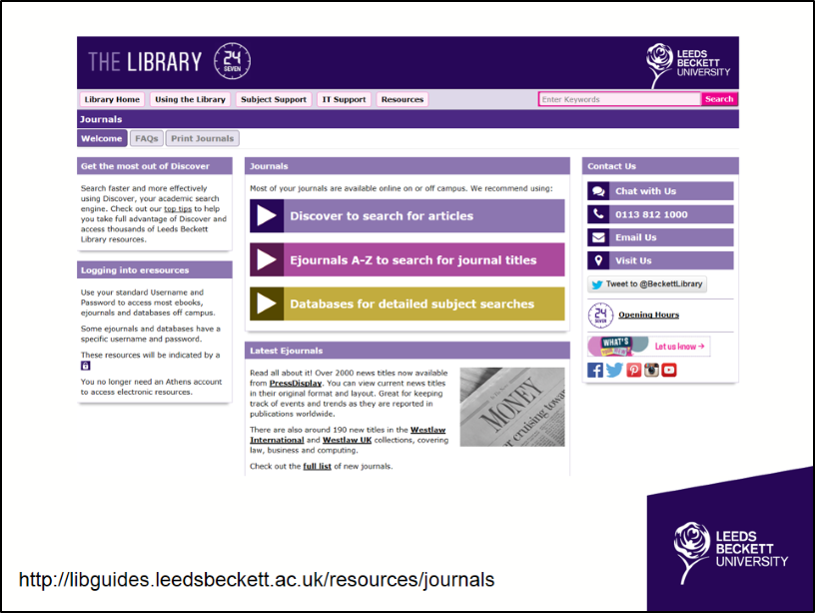 THE LIBRARY
24
SEVEN
LEEDS
BECKETT
UNIVERSITY
Library Home
Using the Library
Subject Support
IT Support
Resources
Enter Keywords
Search
Journals
Welcome
FAQs
Print Journals
Get the most out of Discover
Search faster and more effectively
using Discover, your academic search
engine. Check out our top tips to help
you take full advantage of Discover and
access thousands of Leeds Beckett
Library resources.
Logging into eresources
Use your standard Username and
Password to access most ebooks,
ejournals and databases off campus.
Some ejournals and databases have a
specific username and password.
These resources will be indicated by a
You no longer need an Athens account
to access electronic resources.
Journals
Most of your journals are available online on or off campus. We recommend using:
Discover to search for articles
Ejournals A-Z to search for journal titles
Databases for detailed subject searches
Latest Ejournals
Read all about it! Over 2000 news titles now available
from PressDisplay. You can view current news titles
in their original format and layout. Great for keeping
track of events and trends as they are reported in
publications worldwide.
There are also around 190 new titles in the Westlaw
International and Westlaw UK collections, covering
law, business and computing.
Check out the full list of new journals.
MONEY
cruising towar
Contact Us
Chat with Us
0113 812 1000
Email Us
Visit Us
Tweet to @BeckettLibrary
24
SEVEN
Opening Hours
WHAT'S
Let us know
http://libguides.leedsbeckett.ac.uk/resources/journals
LEEDS
BECKETT
UNIVERSITY